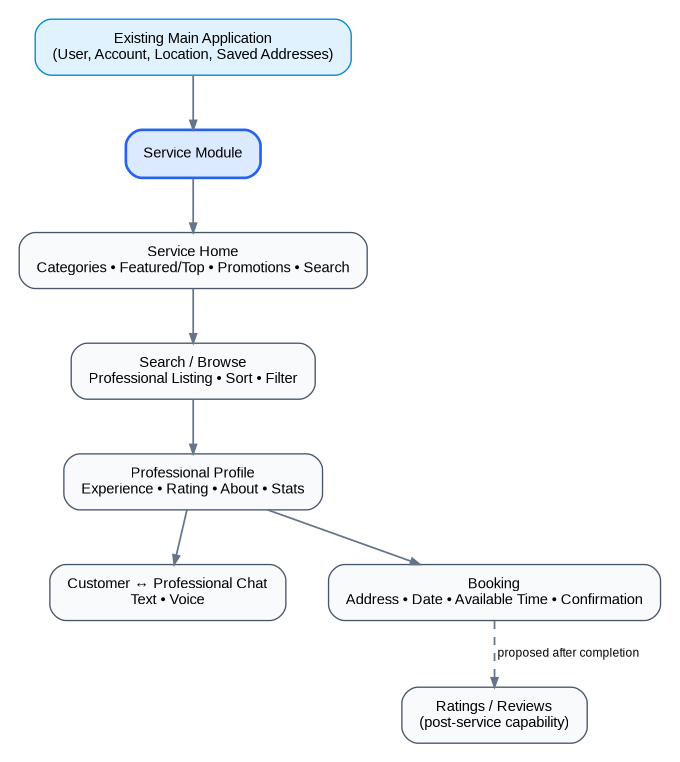 Existing Main Application
(User, Account, Location, Saved Addresses)
Service Module
Service Home
Categories • Featured/Top • Promotions • Search
Search / Browse
Professional Listing • Sort • Filter
Professional Profile
Experience • Rating • About • Stats
Customer ↔ Professional Chat
Text • Voice
Booking
Address • Date • Available Time • Confirmation
proposed after completion
Ratings / Reviews
(post-service capability)